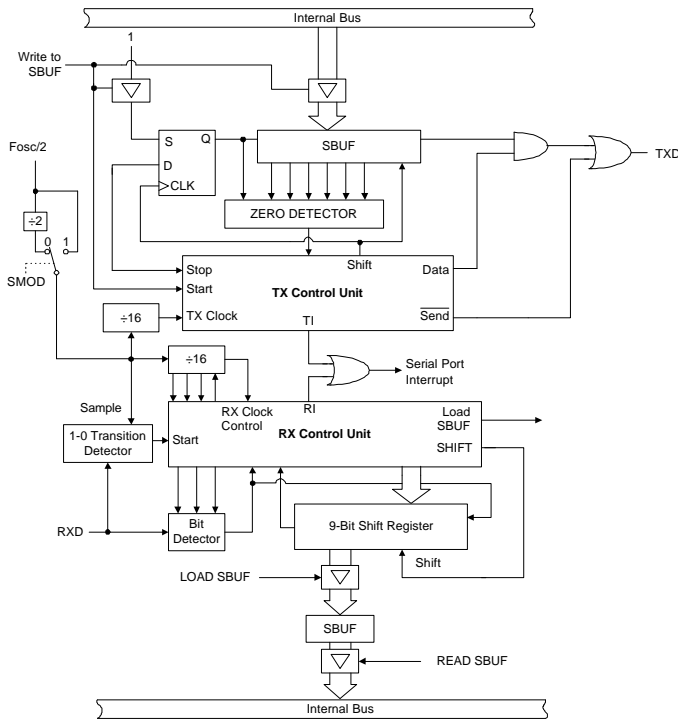 Internal Bus
1
Write to
SBUF
S
Q
D
CLK
SBUF
TXD
Fosc/2
÷2
0 1
SMOD
ZERO DETECTOR
Shift
Stop
Start
TX Control Unit
Data
TX Clock
TI
Send
÷16
÷16
Serial Port
Interrupt
Sample
1-0 Transition
Detector
RX Clock
Control
RI
Load
SBUF
Start
RX Control Unit
SHIFT
RXD
Bit
Detector
9-Bit Shift Register
Shift
LOAD SBUF
SBUF
READ SBUF
Internal Bus